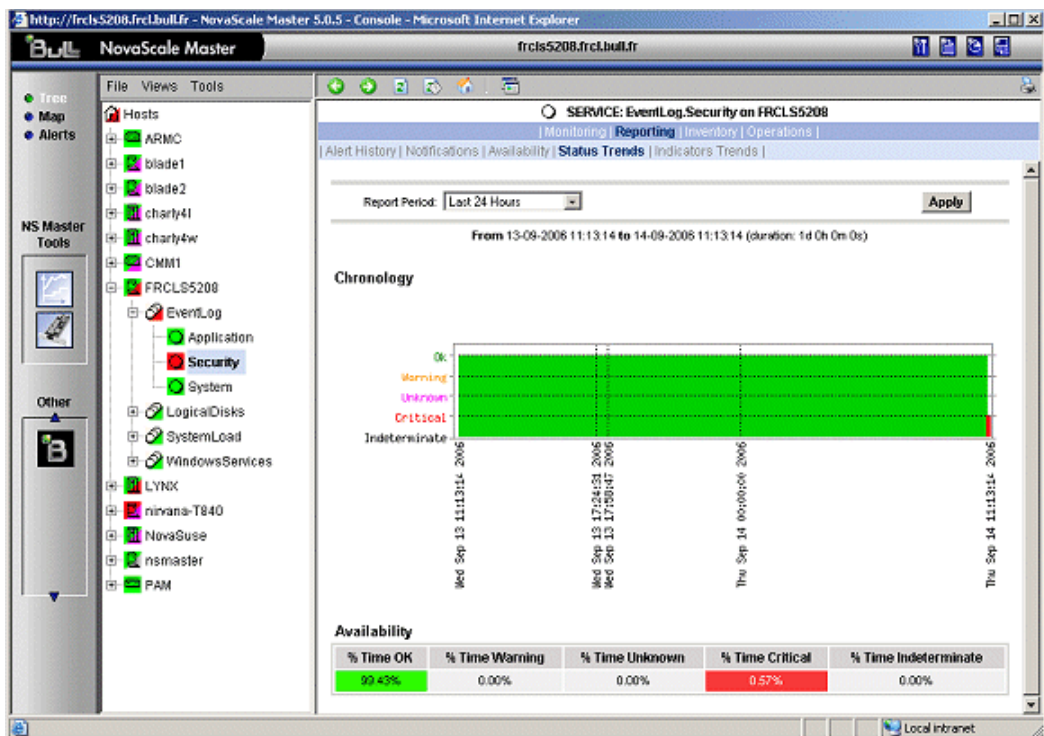 http://frcls5208.frcl.bull.fr - NovaScale Master 5.0.5 - Console - Microsoft Internet Explorer
Bull NovaScale Master
frcls5208.frcl.bull.fr
Tree
Map
Alerts
NS Master Tools
Other
File Views Tools
Hosts
ARMC
blade1
blade2
charly4l
charly4w
CMM1
FRCLS5208
EventLog
Application
Security
System
LogicalDisks
SystemLoad
WindowsServices
LYNX
nirvana-T840
NovaSuse
nsmaster
PAM
SERVICE: EventLog.Security on FRCLS5208
| Monitoring | Reporting | Inventory | Operations |
| Alert History | Notifications | Availability | Status Trends | Indicators Trends |
Report Period: Last 24 Hours Apply
From 13-09-2006 11:13:14 to 14-09-2006 11:13:14 (duration: 1d 0h 0m 0s)
Chronology
Ok
Warning
Unknown
Critical
Indeterminate
Wed Sep 13 11:13:14 2006
Wed Sep 13 17:24:31 2006
Wed Sep 13 17:58:47 2006
Thu Sep 14 00:00:00 2006
Thu Sep 14 11:13:14 2006
Availability
% Time OK % Time Warning % Time Unknown % Time Critical % Time Indeterminate
99.43% 0.00% 0.00% 0.57% 0.00%
Local intranet